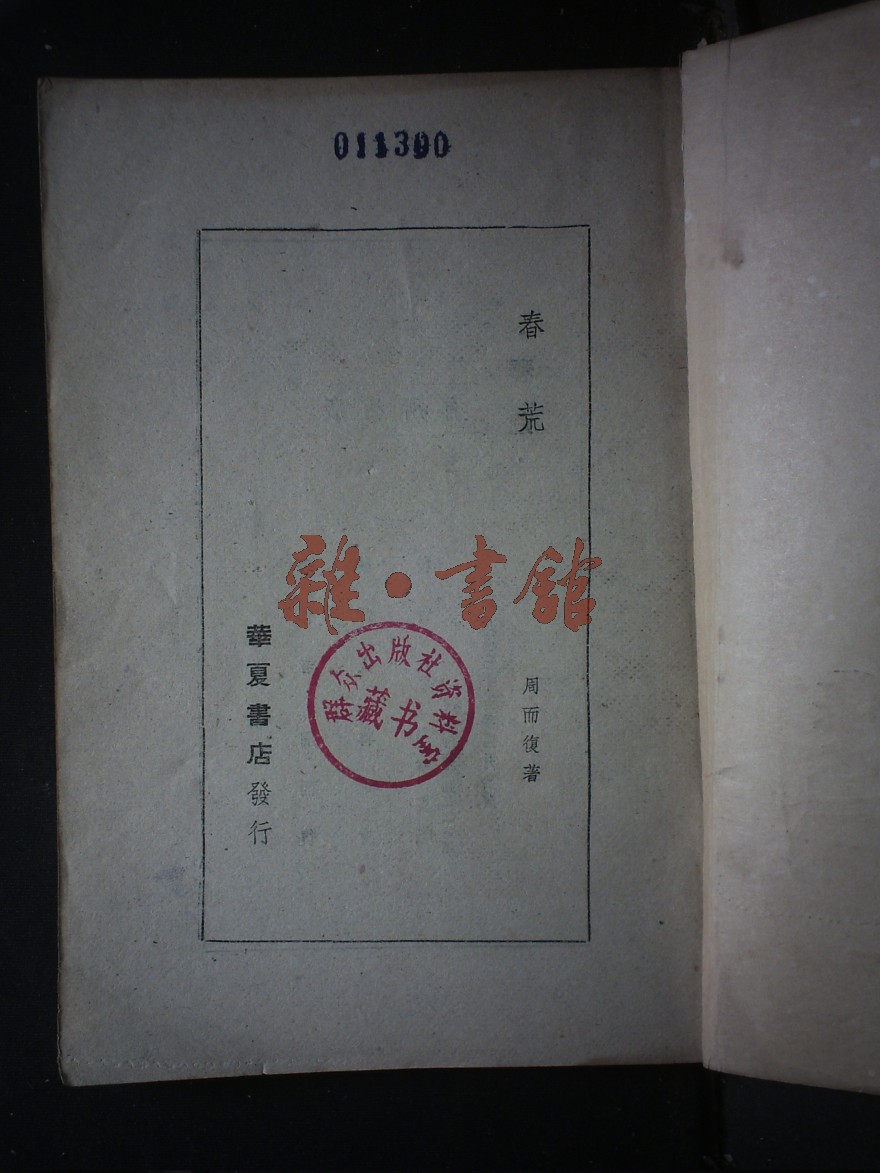 011390
春荒
周而復著
雜·書館
群众出版社资料室
藏书
華夏書店發行